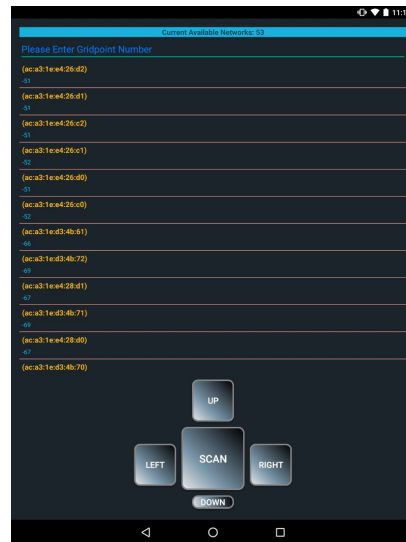 11:1
Current Available Networks: 53
Please Enter Gridpoint Number
(ac:a3:1e:e4:26:d2)
-51
(ac:a3:1e:e4:26:d1)
-51
(ac:a3:1e:e4:26:c2)
-51
(ac:a3:1e:e4:26:c1)
-52
(ac:a3:1e:e4:26:d0)
-51
(ac:a3:1e:e4:26:c0)
-52
(ac:a3:1e:d3:4b:61)
-66
(ac:a3:1e:d3:4b:72)
-69
(ac:a3:1e:e4:28:d1)
-67
(ac:a3:1e:d3:4b:71)
-69
(ac:a3:1e:e4:28:d0)
-67
(ac:a3:1e:d3:4b:70)
UP
LEFT SCAN RIGHT
DOWN